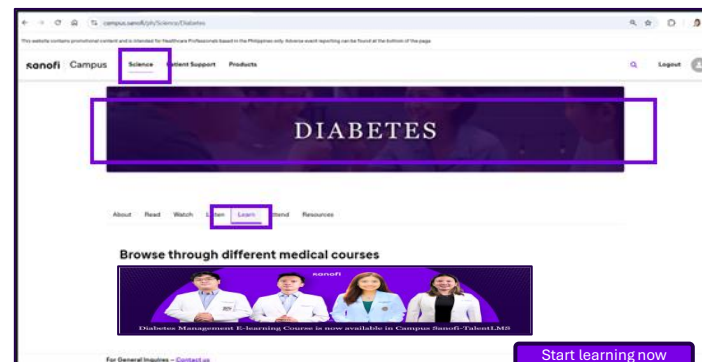 campus.sanofi/ph/Science/Diabetes
This website contains promotional content and is intended for Healthcare Professionals based in the Philippines only. Adverse event reporting can be found at the bottom of the page
sanofi Campus Science Patient Support Products Logout
DIABETES
About Read Watch Listen Learn Attend Resources
Browse through different medical courses
sanofi
Diabetes Management E-learning Course is now available in Campus Sanofi-TalentLMS
For General Inquires – Contact us
Start learning now